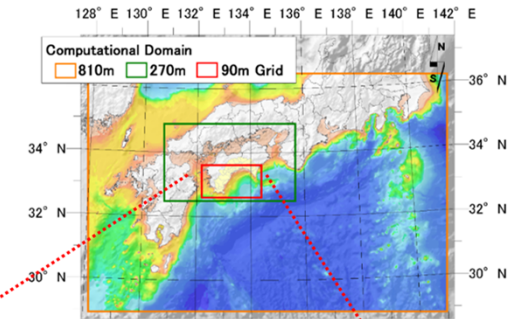 128° E 130° E 132° E 134° E 136° E 138° E 140° E 142° E
Computational Domain
810m 270m 90m Grid
N
S
36° N
34° N 34° N
32° N 32° N
30° N 30° N